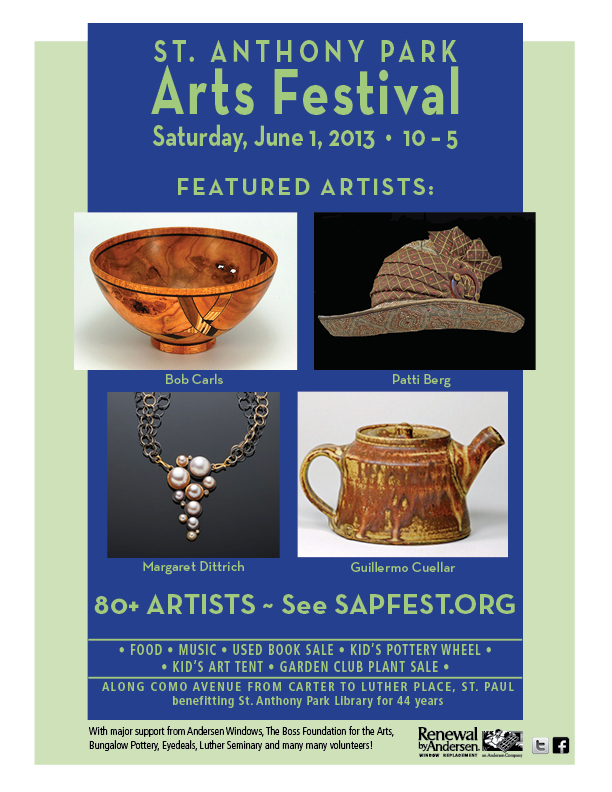 ST. ANTHONY PARK
Arts Festival
Saturday, June 1, 2013 • 10 – 5
FEATURED ARTISTS:
Bob Carls
Patti Berg
Margaret Dittrich
Guillermo Cuellar
80+ ARTISTS ~ See SAPFEST.ORG
• FOOD • MUSIC • USED BOOK SALE • KID'S POTTERY WHEEL •
• KID'S ART TENT • GARDEN CLUB PLANT SALE •
ALONG COMO AVENUE FROM CARTER TO LUTHER PLACE, ST. PAUL
benefitting St. Anthony Park Library for 44 years
With major support from Andersen Windows, The Boss Foundation for the Arts,
Bungalow Pottery, Eyedeals, Luther Seminary and many many volunteers!
Renewal
by Andersen.
WINDOW REPLACEMENT
an Andersen Company